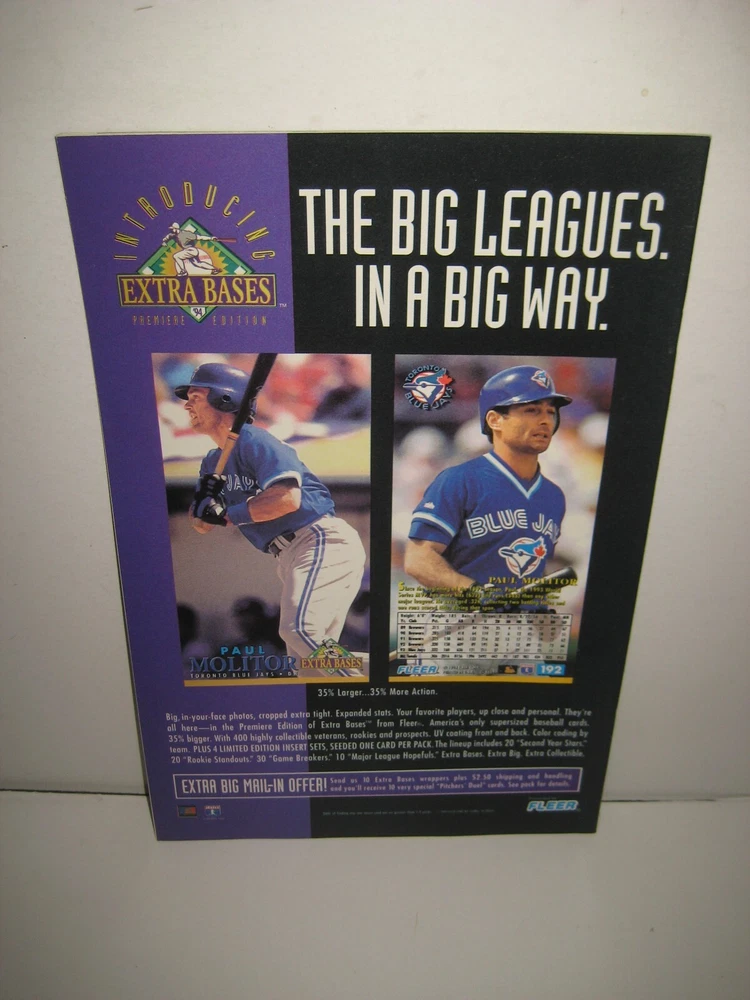 INTRODUCING
EXTRA BASES
'94
PREMIERE EDITION
THE BIG LEAGUES.
IN A BIG WAY.
TORONTO
BLUE JAYS
BLUE JA
PAUL
MOLITOR
TORONTO BLUE JAYS • DH
EXTRA BASES
PAUL MOLITOR
FLEER
192
35% Larger...35% More Action.
Big, in-your-face photos, cropped extra tight. Expanded stats. Your favorite players, up close and personal. They're
all here—in the Premiere Edition of Extra Bases™ from Fleer®, America's only supersized baseball cards.
35% bigger. With 400 highly collectible veterans, rookies and prospects. UV coating front and back. Color coding by
team. PLUS 4 LIMITED EDITION INSERT SETS, SEEDED ONE CARD PER PACK. The lineup includes 20 "Second Year Stars."
20 "Rookie Standouts." 30 "Game Breakers." 10 "Major League Hopefuls." Extra Bases. Extra Big. Extra Collectible.
EXTRA BIG MAIL-IN OFFER!
Send us 10 Extra Bases wrappers plus $2.50 shipping and handling
and you'll receive 10 very special "Pitchers' Duel" cards. See pack for details.
FLEER